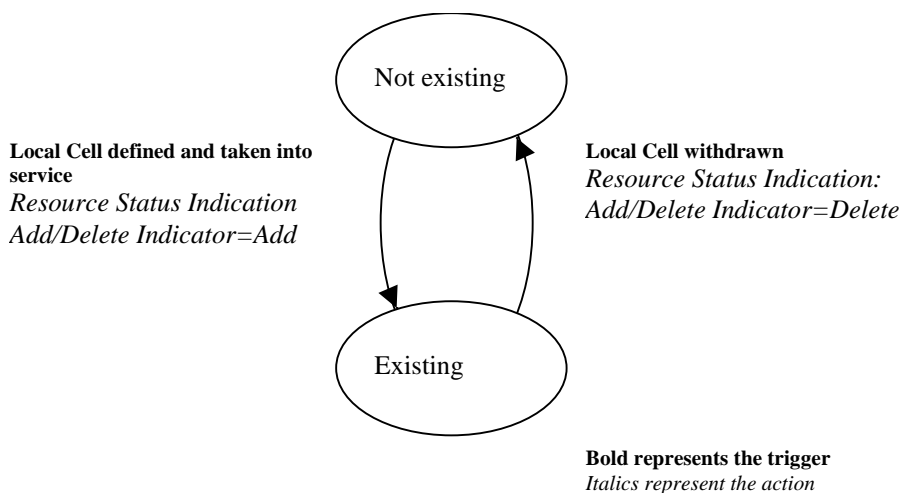 Not existing
Local Cell defined and taken into
service
Resource Status Indication
Add/Delete Indicator=Add
Local Cell withdrawn
Resource Status Indication:
Add/Delete Indicator=Delete
Existing
Bold represents the trigger
Italics represent the action